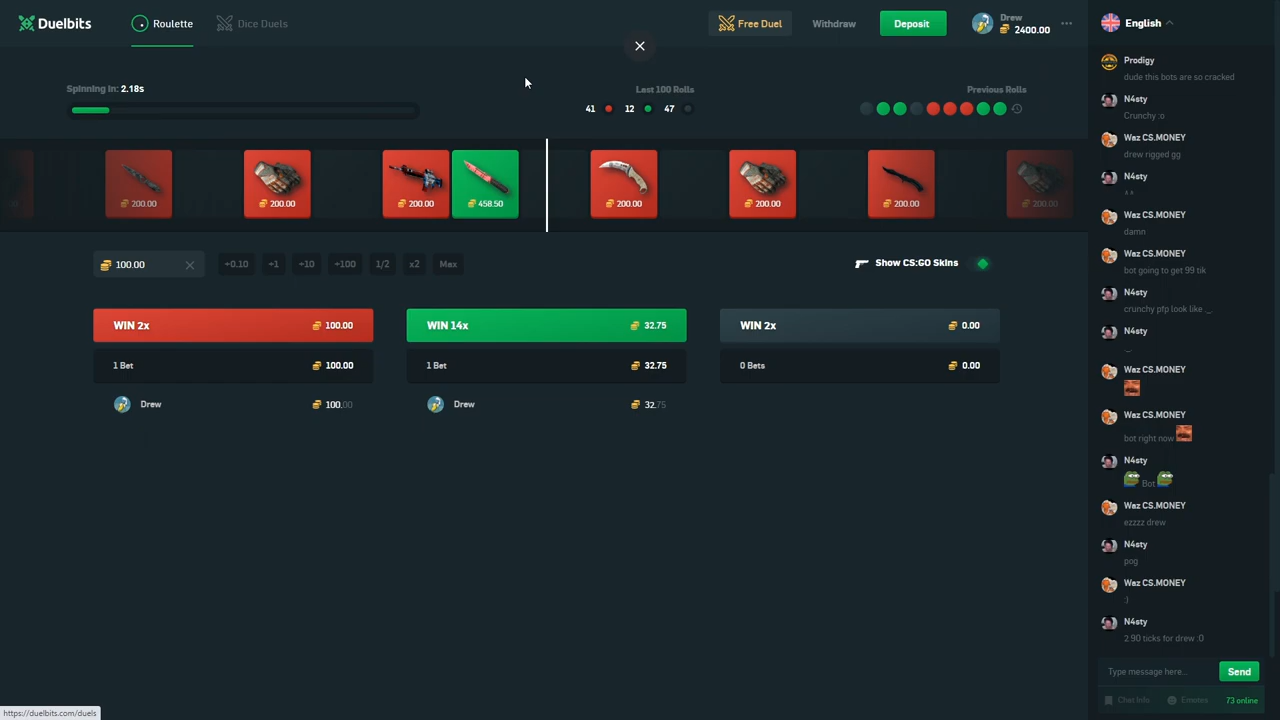 Duelbits
Roulette
Dice Duels
Free Duel
Withdraw
Deposit
Drew
2400.00
English
Spinning in: 2.18s
Last 100 Rolls
41 12 47
Previous Rolls
200.00
200.00
200.00
458.50
200.00
200.00
200.00
200.00
100.00
+0.10
+1
+10
+100
1/2
x2
Max
Show CS:GO Skins
WIN 2x 100.00
1 Bet 100.00
Drew 100.00
WIN 14x 32.75
1 Bet 32.75
Drew 32.75
WIN 2x 0.00
0 Bets 0.00
Prodigy
dude this bots are so cracked
N4sty
Crunchy :o
Waz CS.MONEY
drew rigged gg
N4sty
^^
Waz CS.MONEY
damn
Waz CS.MONEY
bot going to get 99 tik
N4sty
crunchy pfp look like ._.
N4sty
._.
Waz CS.MONEY
Waz CS.MONEY
bot right now
N4sty
Bot
Waz CS.MONEY
ezzzz drew
N4sty
pog
Waz CS.MONEY
:)
N4sty
2.90 ticks for drew :0
Type message here...
Send
Chat Info
Emotes
73 online
https://duelbits.com/duels